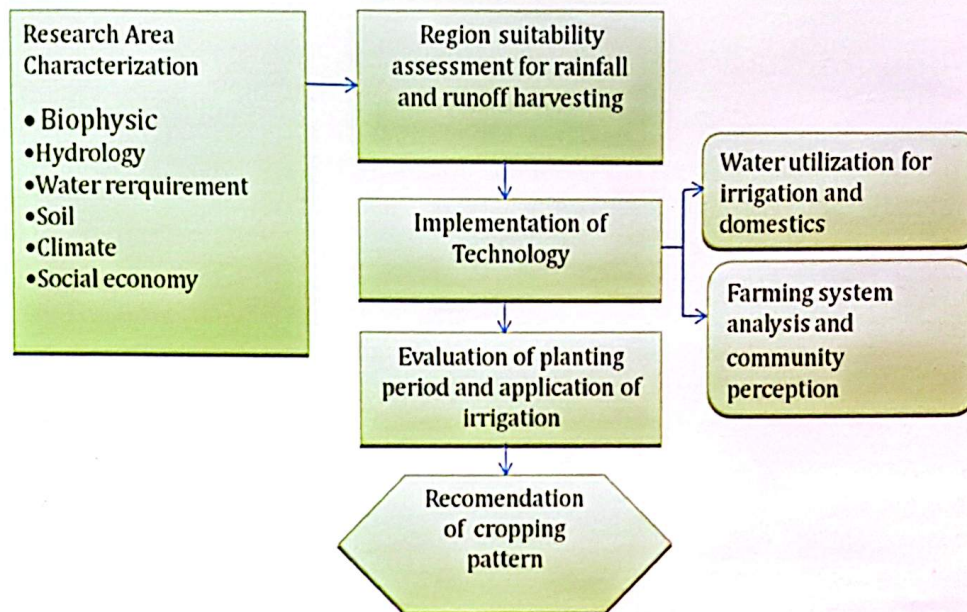 Research Area
Characterization
• Biophysic
•Hydrology
•Water rerquirement
•Soil
•Climate
•Social economy
Region suitability
assessment for rainfall
and runoff harvesting
Implementation of
Technology
Water utilization for
irrigation and
domestics
Farming system
analysis and
community
perception
Evaluation of planting
period and application of
irrigation
Recomendation
of cropping
pattern